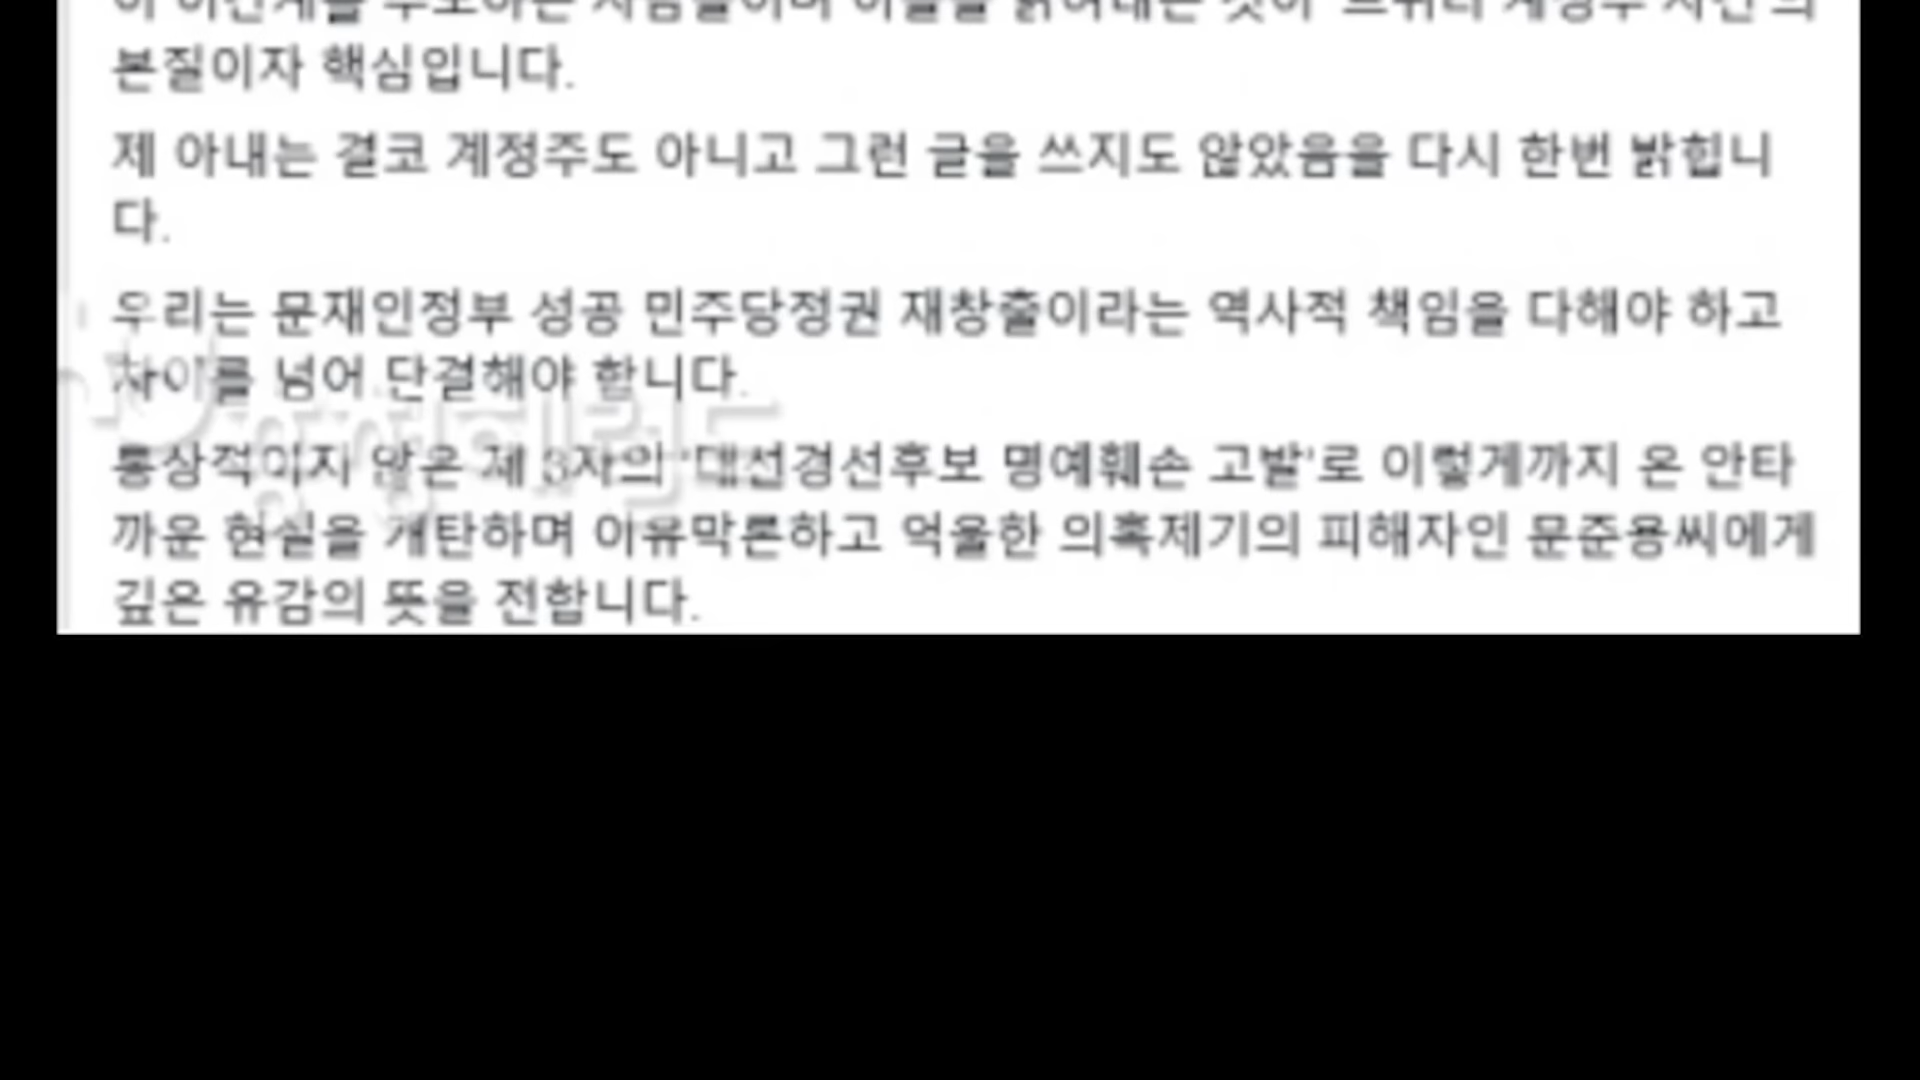 본질이자 핵심입니다.
제 아내는 결코 계정주도 아니고 그런 글을 쓰지도 않았음을 다시 한번 밝힙니
다.
우리는 문재인정부 성공 민주당정권 재창출이라는 역사적 책임을 다해야 하고
차이를 넘어 단결해야 합니다.
통상적이지 않은 제 3자의 '대선경선후보 명예훼손 고발'로 이렇게까지 온 안타
까운 현실을 개탄하며 이유막론하고 억울한 의혹제기의 피해자인 문준용씨에게
깊은 유감의 뜻을 전합니다.